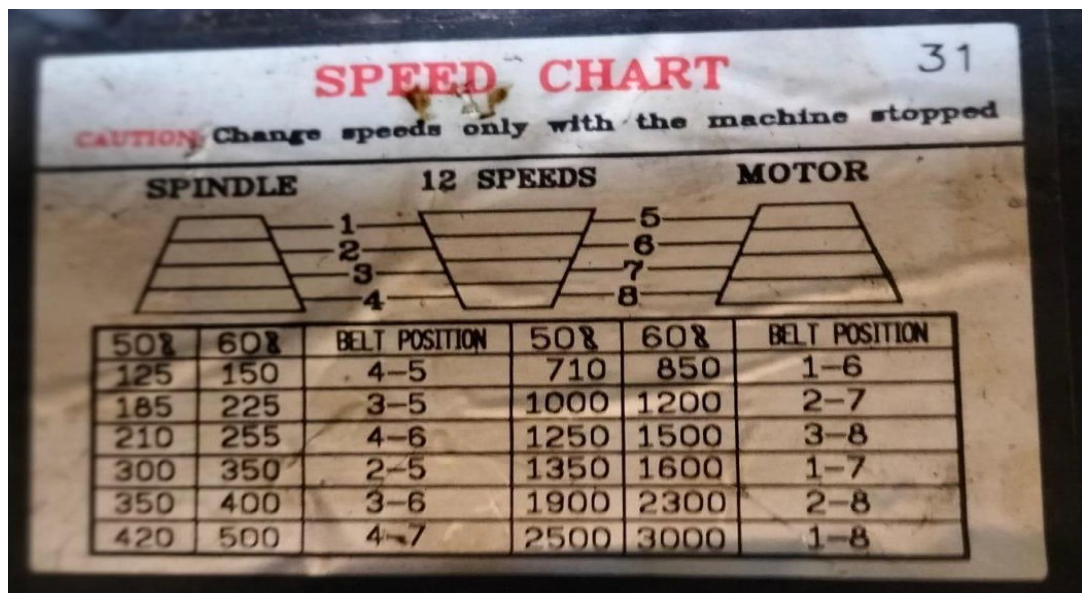 31
SPEED CHART
CAUTION: Change speeds only with the machine stopped
SPINDLE 12 SPEEDS MOTOR
1 5
2 6
3 7
4 8
50% 60% BELT POSITION 50% 60% BELT POSITION
125 150 4-5 710 850 1-6
185 225 3-5 1000 1200 2-7
210 255 4-6 1250 1500 3-8
300 350 2-5 1350 1600 1-7
350 400 3-6 1900 2300 2-8
420 500 4-7 2500 3000 1-8